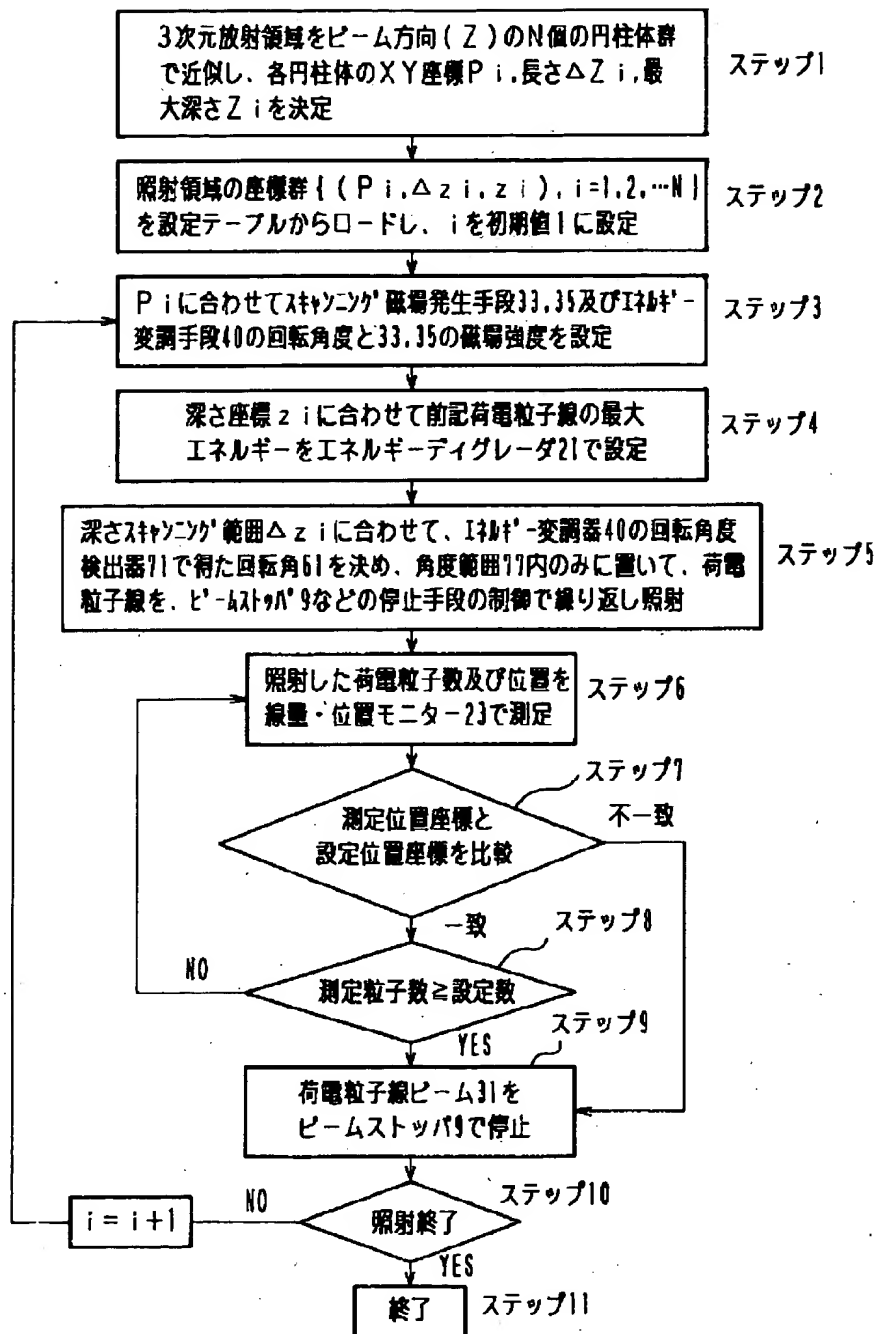 3次元放射領域をビーム方向(Z)のN個の円柱体群
で近似し、各円柱体のXY座標Pi.長さ△Zi.最
大深さZiを決定
ステップ1
照射領域の座標群{(Pi.△zi.zi).i=1.2.…N}
を設定テーブルからロードし、iを初期値1に設定
ステップ2
Piに合わせてスキャンニング磁場発生手段33.35及びエネルギー
変調手段40の回転角度と33.35の磁場強度を設定
ステップ3
深さ座標ziに合わせて前記荷電粒子線の最大
エネルギーをエネルギーディグレーダ21で設定
ステップ4
深さスキャンニング範囲△ziに合わせて、エネルギー変調器40の回転角度
検出器71で得た回転角61を決め、角度範囲77内のみに置いて、荷電
粒子線を、ビームストッパ9などの停止手段の制御で繰り返し照射
ステップ5
照射した荷電粒子数及び位置を
線量・位置モニター23で測定
ステップ6
ステップ7
測定位置座標と
設定位置座標を比較
不一致
一致
ステップ8
NO
測定粒子数≧設定数
YES
ステップ9
荷電粒子線ビーム31を
ビームストッパ9で停止
ステップ10
i=i+1
NO
照射終了
YES
終了
ステップ11